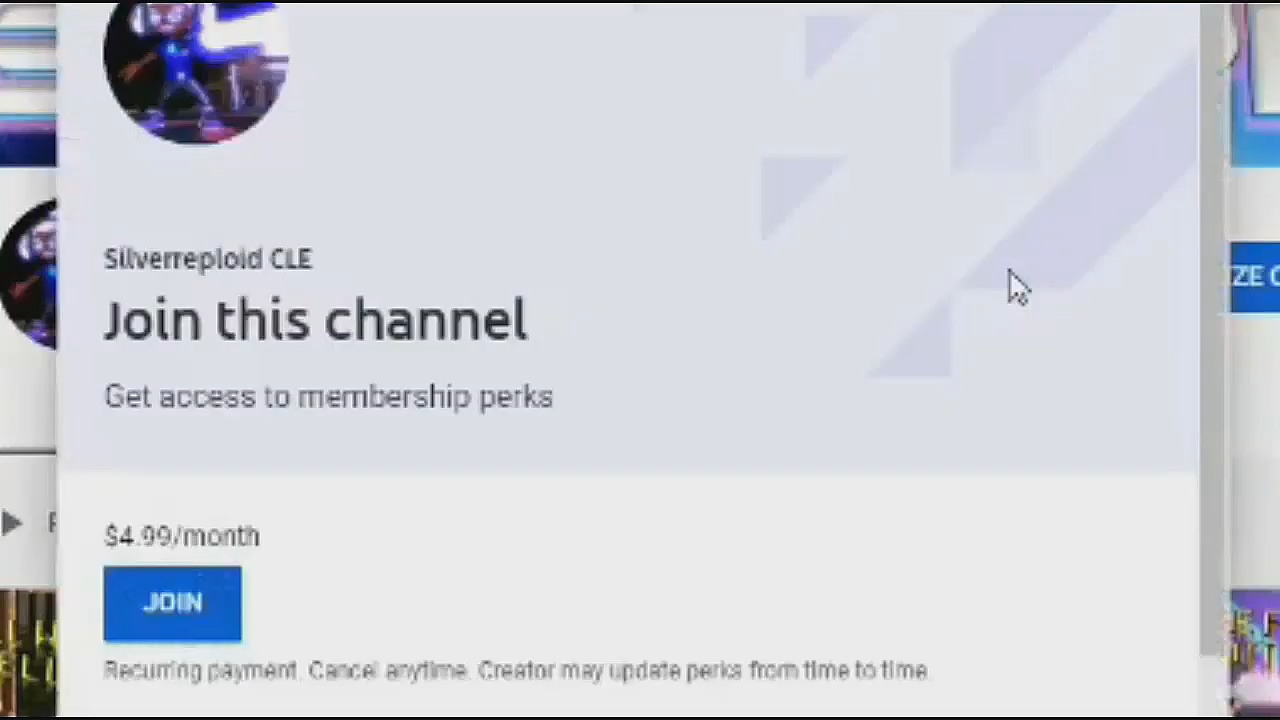 Silverreploid CLE
Join this channel
Get access to membership perks
ZE
$4.99/month
JOIN
Recurring payment. Cancel anytime. Creator may update perks from time to time.